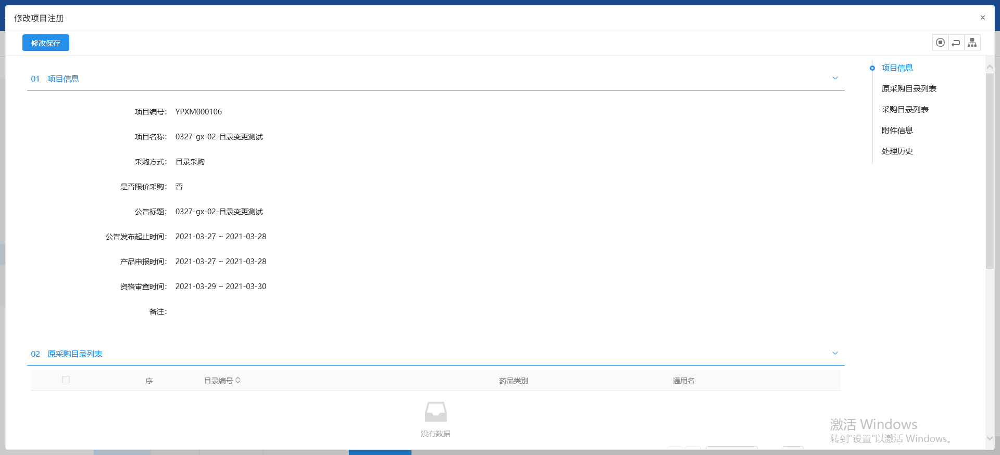 修改项目注册
修改保存
01 项目信息
项目编号： YPXM000106
项目名称： 0327-gx-02-目录变更测试
采购方式： 目录采购
是否限价采购： 否
公告标题： 0327-gx-02-目录变更测试
公告发布起止时间： 2021-03-27 ~ 2021-03-28
产品申报时间： 2021-03-27 ~ 2021-03-28
资格审查时间： 2021-03-29 ~ 2021-03-30
备注：
02 原采购目录列表
序 目录编号 药品类别 通用名
没有数据
项目信息
原采购目录列表
采购目录列表
附件信息
处理历史
激活 Windows
转到“设置”以激活 Windows。